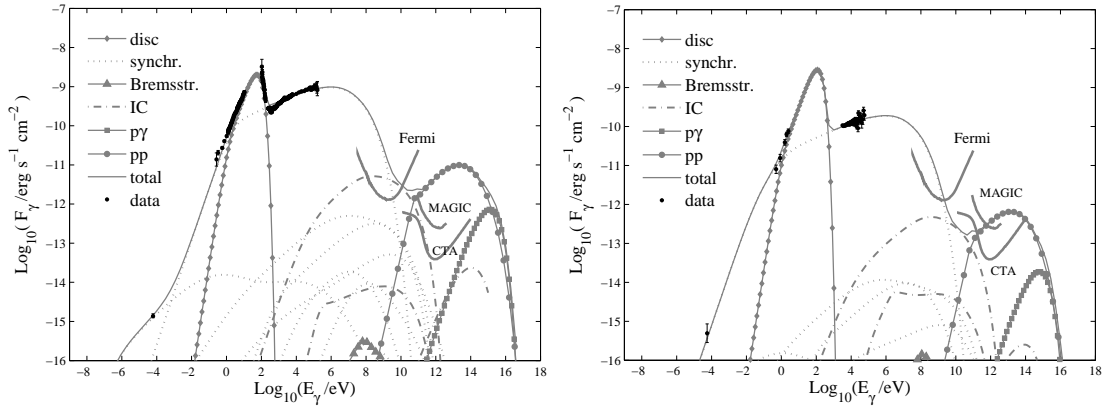 −7
−8
−9
−10
−11
−12
−13
−14
−15
−16
Log10( Fγ /erg s−1 cm−2 )
disc
synchr.
Bremsstr.
IC
pγ
pp
total
data
Fermi
MAGIC
CTA
−8 −6 −4 −2 0 2 4 6 8 10 12 14 16 18
Log10(Eγ /eV)
−7
−8
−9
−10
−11
−12
−13
−14
−15
−16
Log10( Fγ /erg s−1 cm−2 )
disc
synchr.
Bremsstr.
IC
pγ
pp
total
data
Fermi
MAGIC
CTA
−8 −6 −4 −2 0 2 4 6 8 10 12 14 16 18
Log10(Eγ /eV)